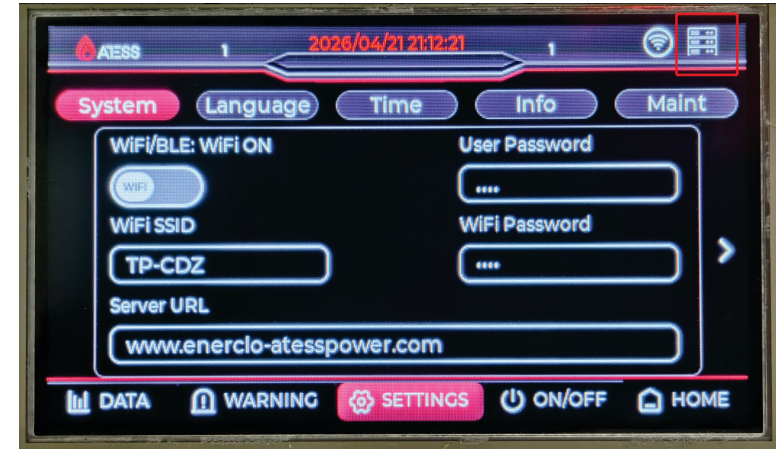 ATESS 1 2026/04/21 21:12:21 1
System Language Time Info Maint
WiFi/BLE: WiFi ON User Password
WIFI ....
WiFi SSID WiFi Password
TP-CDZ ....
Server URL
www.enerclo-atesspower.com
DATA WARNING SETTINGS ON/OFF HOME